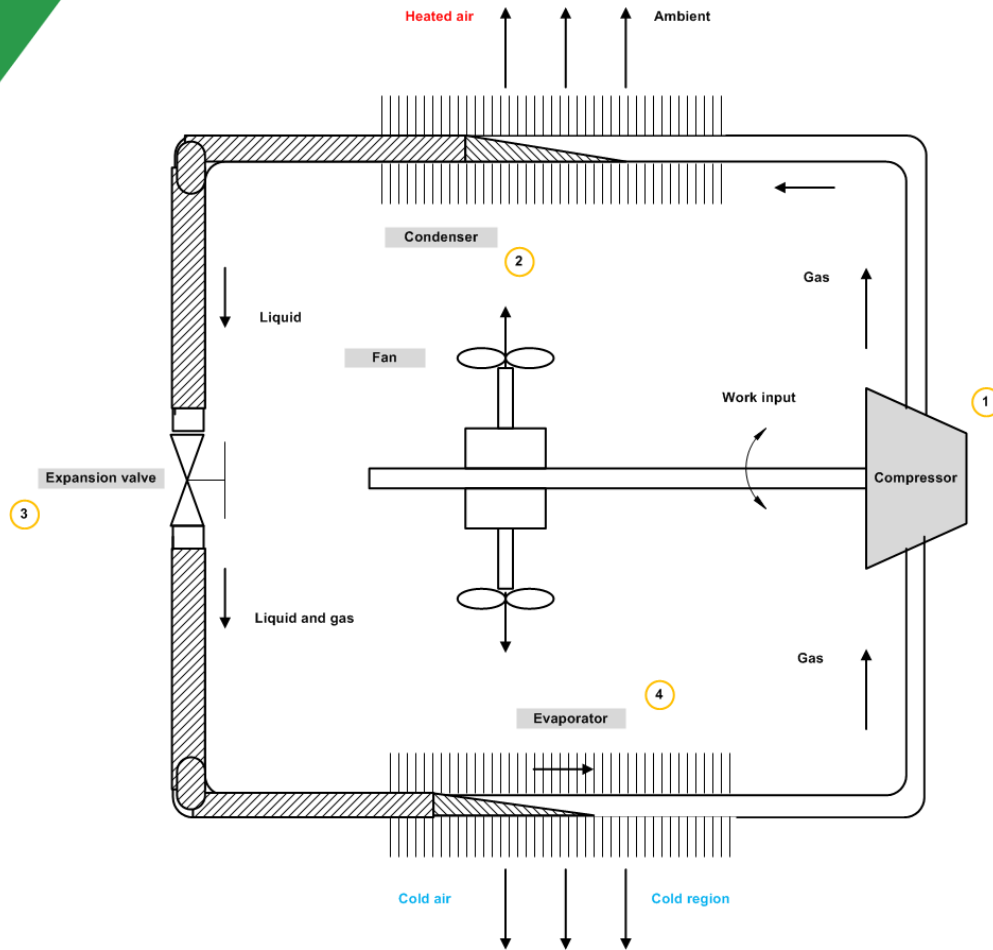 Heated air
Ambient
Condenser
2
Gas
Liquid
Fan
Work input
1
Expansion valve
Compressor
3
Liquid and gas
Gas
4
Evaporator
Cold air
Cold region